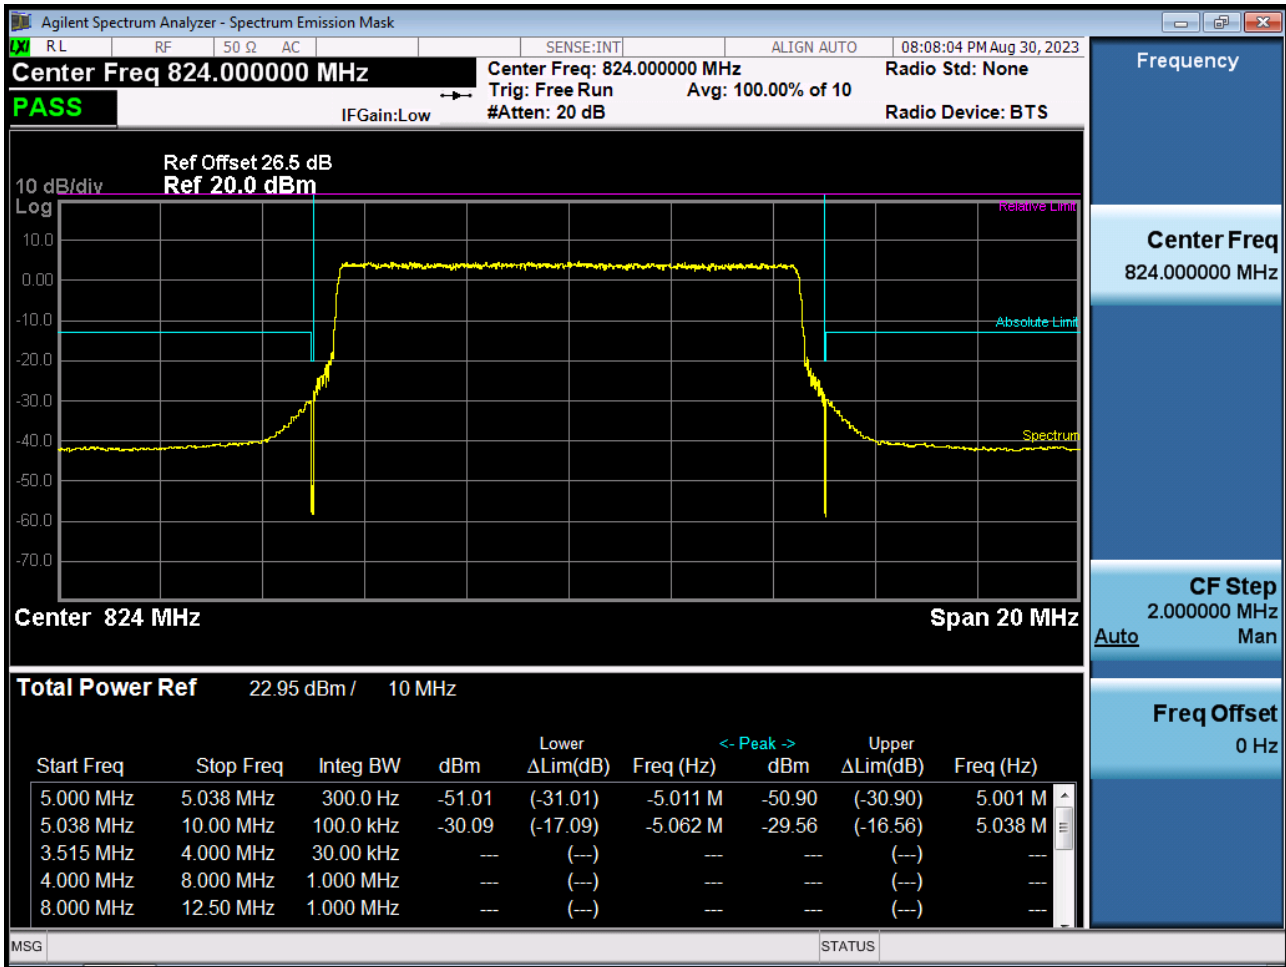 Agilent Spectrum Analyzer - Spectrum Emission Mask
LXI RL RF 50 Ω AC SENSE:INT ALIGN AUTO 08:08:04 PM Aug 30, 2023
Center Freq 824.000000 MHz
Center Freq: 824.000000 MHz Radio Std: None
Trig: Free Run Avg: 100.00% of 10
PASS IFGain:Low #Atten: 20 dB Radio Device: BTS
Ref Offset 26.5 dB
10 dB/div Ref 20.0 dBm
Log
Relative Limit
10.0
0.00
-10.0
Absolute Limit
-20.0
-30.0
-40.0
Spectrum
-50.0
-60.0
-70.0
Center 824 MHz Span 20 MHz
Total Power Ref 22.95 dBm / 10 MHz
Lower <- Peak -> Upper
Start Freq Stop Freq Integ BW dBm ΔLim(dB) Freq (Hz) dBm ΔLim(dB) Freq (Hz)
5.000 MHz 5.038 MHz 300.0 Hz -51.01 (-31.01) -5.011 M -50.90 (-30.90) 5.001 M
5.038 MHz 10.00 MHz 100.0 kHz -30.09 (-17.09) -5.062 M -29.56 (-16.56) 5.038 M
3.515 MHz 4.000 MHz 30.00 kHz --- (---) --- --- (---) ---
4.000 MHz 8.000 MHz 1.000 MHz --- (---) --- --- (---) ---
8.000 MHz 12.50 MHz 1.000 MHz --- (---) --- --- (---) ---
MSG STATUS
Frequency
Center Freq
824.000000 MHz
CF Step
2.000000 MHz
Auto Man
Freq Offset
0 Hz